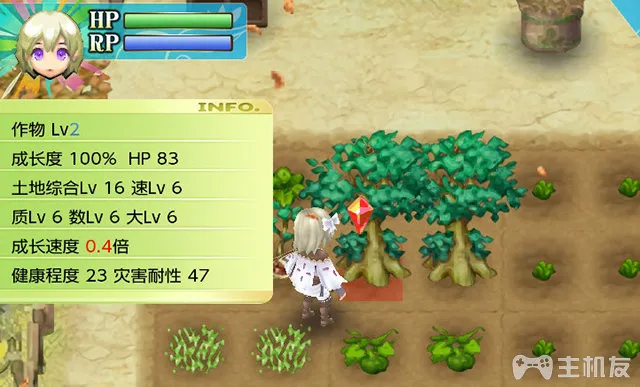 HP
RP
INFO.
作物 Lv2
成长度 100% HP 83
土地综合Lv 16 速Lv 6
质Lv 6 数Lv 6 大Lv 6
成长速度 0.4倍
健康程度 23 灾害耐性 47
主机友